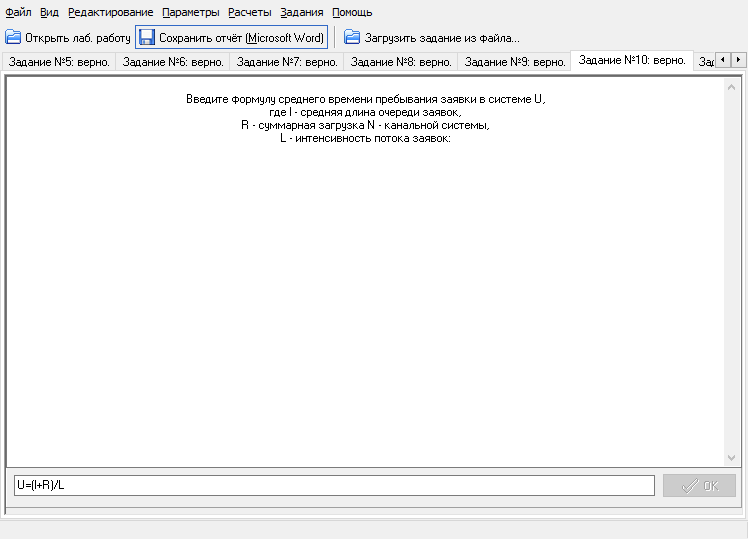 Файл Вид Редактирование Параметры Расчеты Задания Помощь
Открыть лаб. работу Сохранить отчёт (Microsoft Word) Загрузить задание из файла...
Задание №5: верно. Задание №6: верно. Задание №7: верно. Задание №8: верно. Задание №9: верно. Задание №10: верно.
Введите формулу среднего времени пребывания заявки в системе U,
где l - средняя длина очереди заявок,
R - суммарная загрузка N - канальной системы,
L - интенсивность потока заявок:
U=(l+R)/L
OK